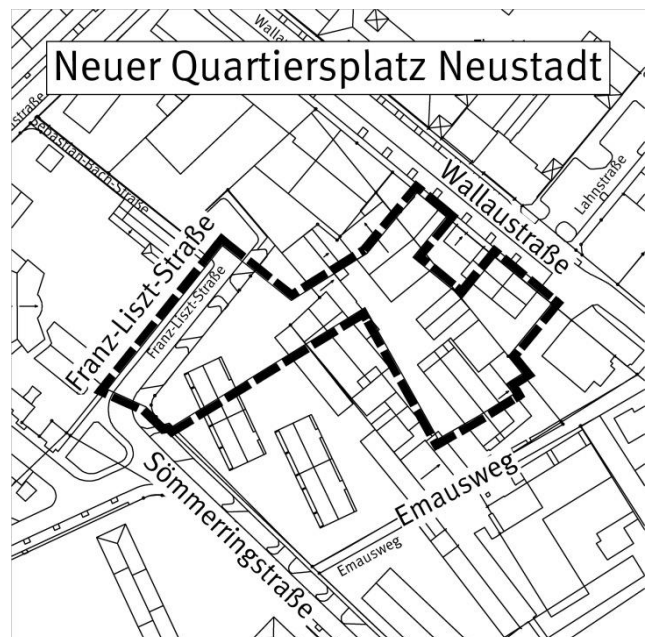 Neuer Quartiersplatz Neustadt
Wallaustraße
Lahnstraße
Sebastian-Bach-Straße
Franz-Liszt-Straße
Franz-Liszt-Straße
Sömmerringstraße
Emausweg
Emausweg